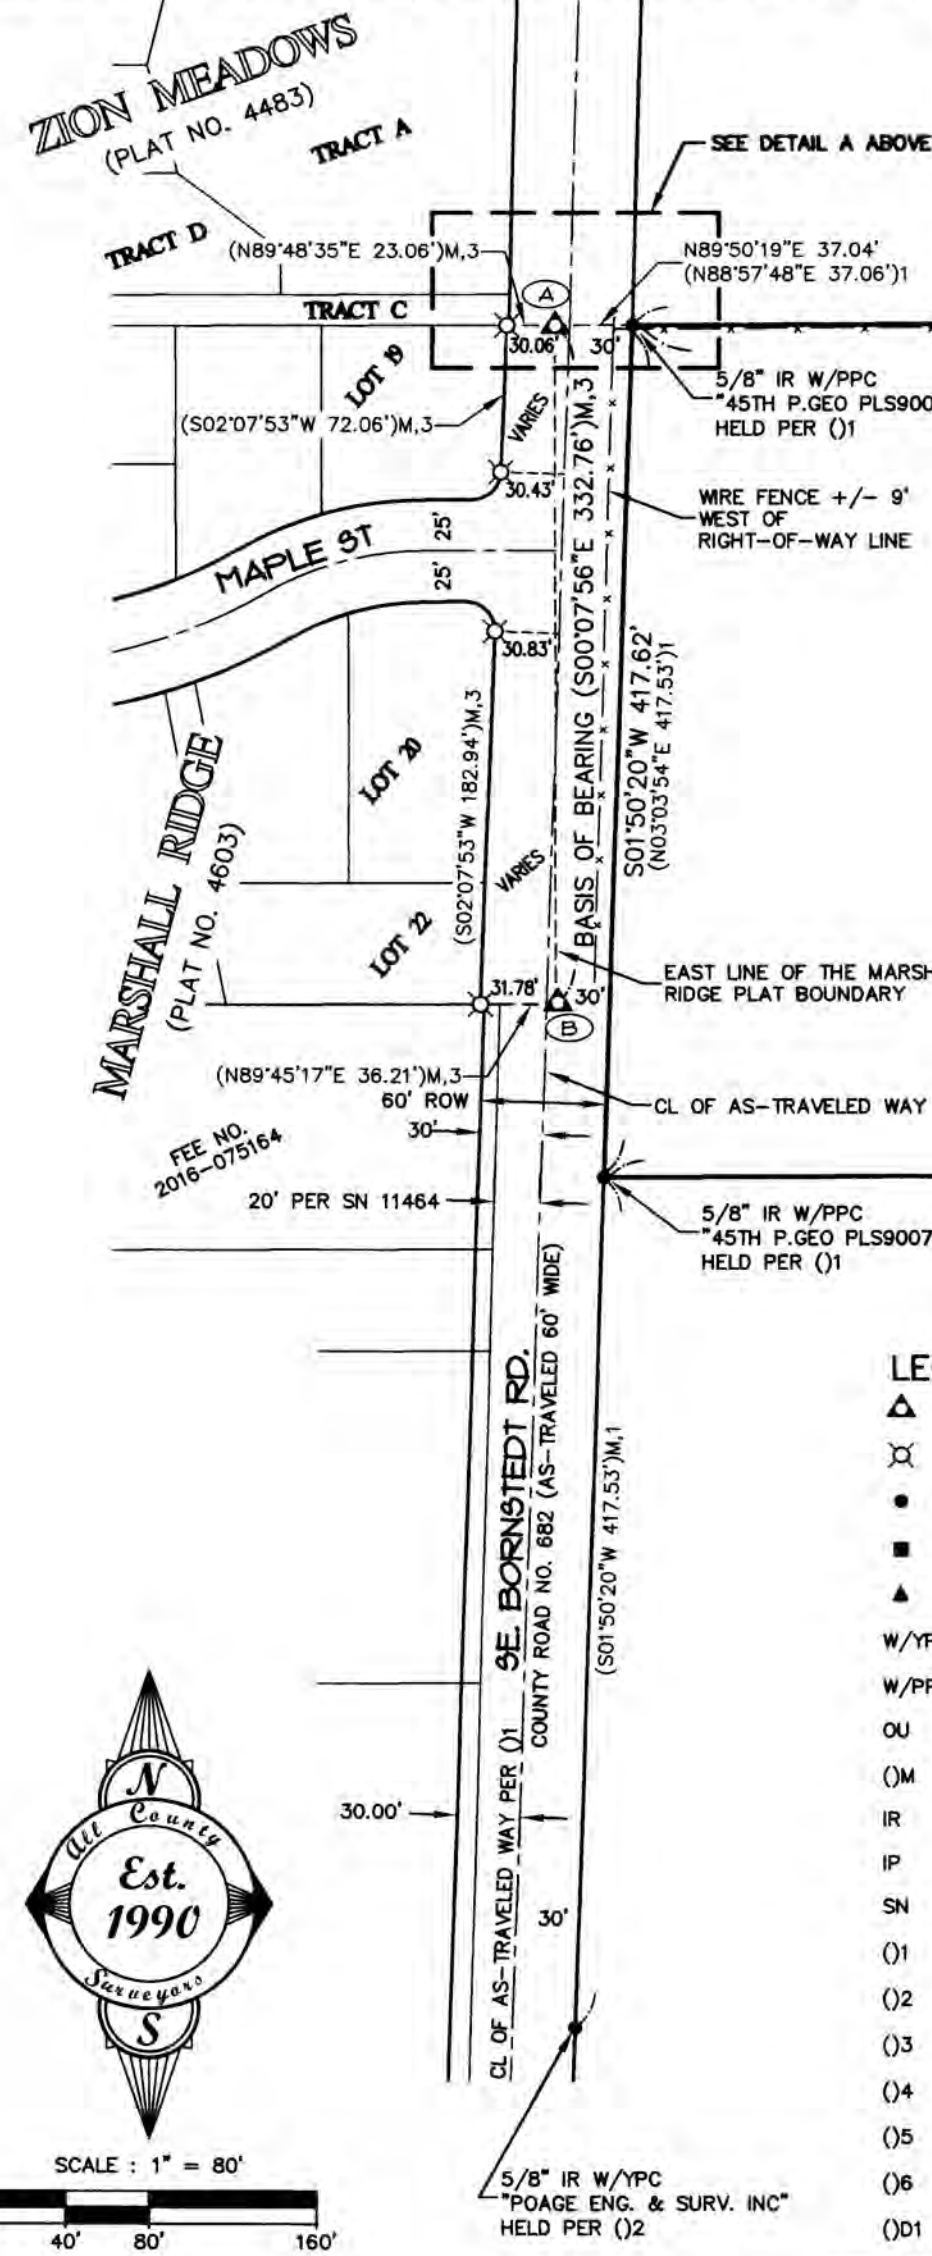 ZION MEADOWS
(PLAT NO. 4483)
TRACT A
SEE DETAIL A ABOVE
TRACT D
(N89°48'35"E 23.06')M,3
N89°50'19"E 37.04'
(N88°57'48"E 37.06')1
A
TRACT C
30.06'
30'
LOT 19
5/8" IR W/PPC
"45TH P.GEO PLS900
HELD PER ()1
(S02°07'53"W 72.06')M,3
VARIES
30.43'
WIRE FENCE +/- 9'
WEST OF
RIGHT-OF-WAY LINE
MAPLE ST
25'
25'
30.83'
BASIS OF BEARING (S00°07'56"E 332.76')M,3
S01°50'20"W 417.62'
(N03°03'54"E 417.53')1
LOT 20
(S02°07'53"W 182.94')M,3
MARSHALL RIDGE
(PLAT NO. 4603)
VARIES
LOT 22
EAST LINE OF THE MARSH
RIDGE PLAT BOUNDARY
31.78'
30'
B
(N89°45'17"E 36.21')M,3
60' ROW
CL OF AS-TRAVELED WAY
30'
FEE NO.
2016-075164
20' PER SN 11464
5/8" IR W/PPC
"45TH P.GEO PLS9007
HELD PER ()1
SE. BORNSTEDT RD.
COUNTY ROAD NO. 682 (AS-TRAVELED 60' WIDE)
(S01°50'20"W 417.53')M,1
CL OF AS-TRAVELED WAY PER ()1
30.00'
30'
LE
W/YP
W/PP
OU
()M
IR
IP
SN
()1
()2
()3
()4
()5
()6
()D1
N
All County
Est.
1990
Surveyors
S
SCALE : 1" = 80'
40'
80'
160'
5/8" IR W/YPC
"POAGE ENG. & SURV. INC"
HELD PER ()2